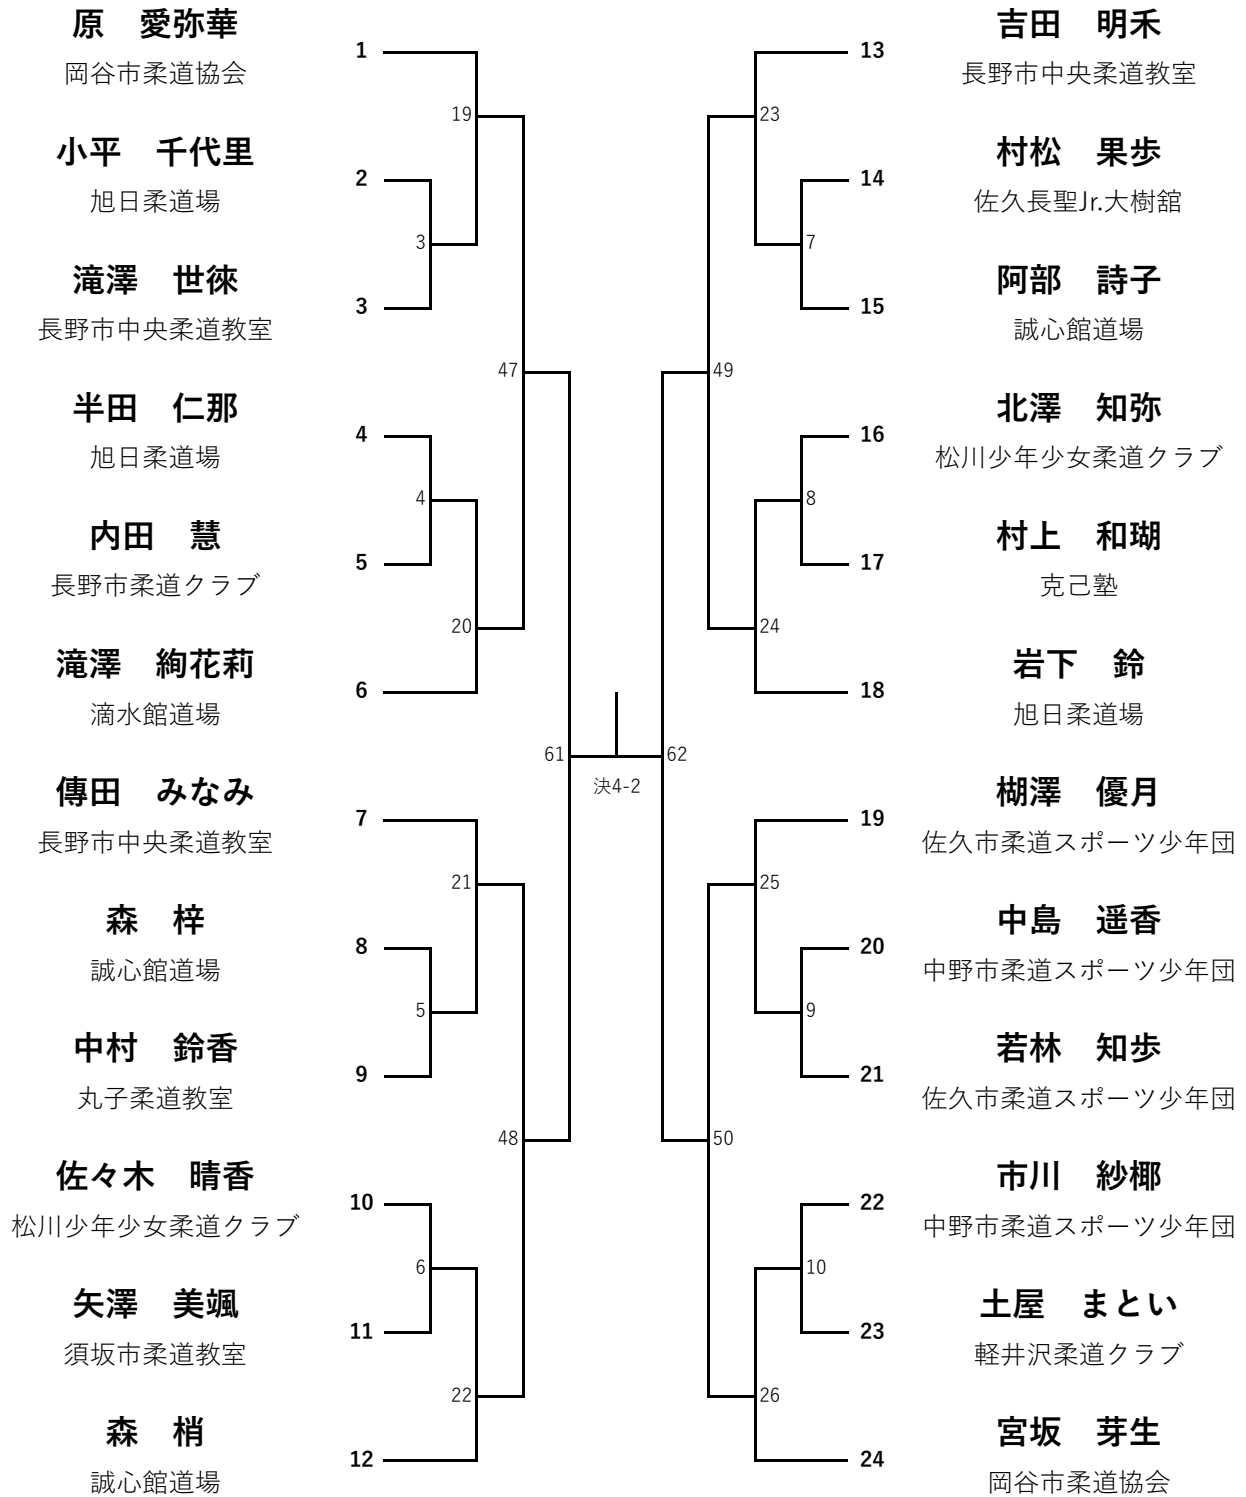 原　愛弥華
1
岡谷市柔道協会
19
小平　千代里
2
旭日柔道場
3
滝澤　世徠
3
長野市中央柔道教室
47
半田　仁那
4
旭日柔道場
4
内田　慧
5
長野市柔道クラブ
20
滝澤　絢花莉
6
滴水館道場
61
傳田　みなみ
7
長野市中央柔道教室
21
森　梓
8
誠心館道場
5
中村　鈴香
9
丸子柔道教室
48
佐々木　晴香
10
松川少年少女柔道クラブ
6
矢澤　美颯
11
須坂市柔道教室
22
森　梢
12
誠心館道場
決4-2
吉田　明禾
13
長野市中央柔道教室
23
村松　果歩
14
佐久長聖Jr.大樹舘
7
阿部　詩子
15
誠心館道場
49
北澤　知弥
16
松川少年少女柔道クラブ
8
村上　和瑚
17
克己塾
24
岩下　鈴
18
旭日柔道場
62
楜澤　優月
19
佐久市柔道スポーツ少年団
25
中島　遥香
20
中野市柔道スポーツ少年団
9
若林　知歩
21
佐久市柔道スポーツ少年団
50
市川　紗椰
22
中野市柔道スポーツ少年団
10
土屋　まとい
23
軽井沢柔道クラブ
26
宮坂　芽生
24
岡谷市柔道協会